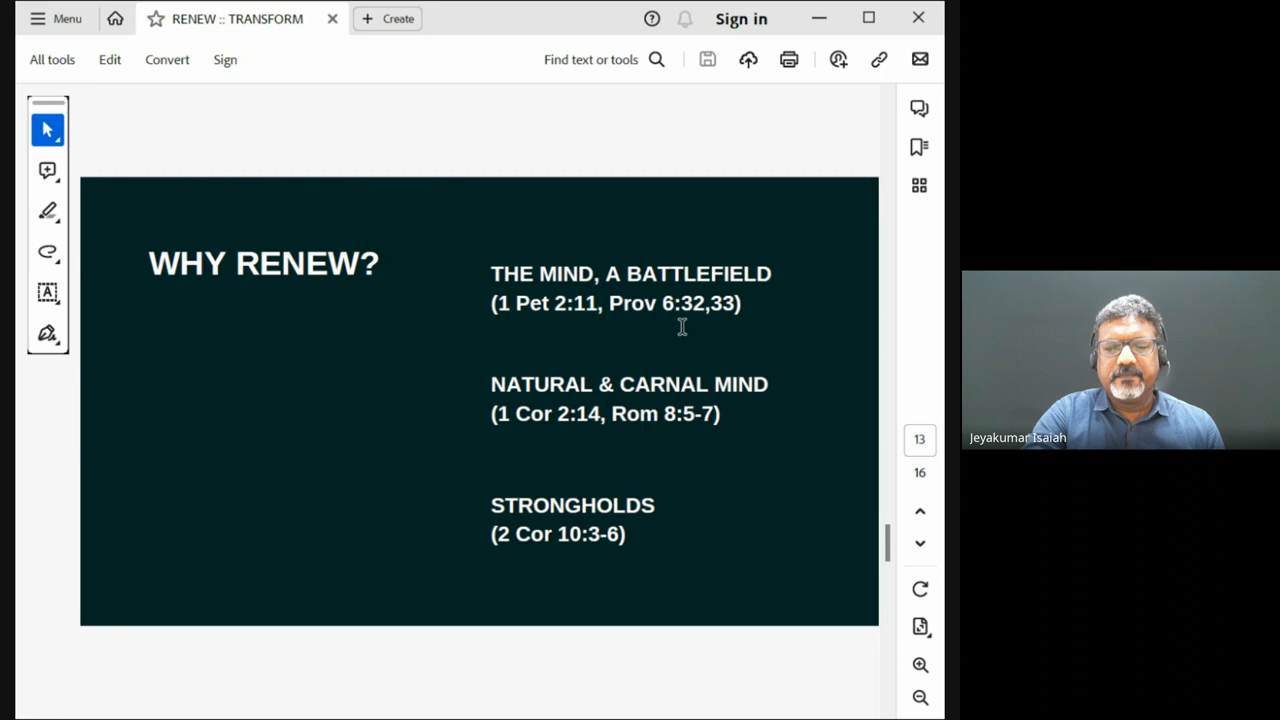 Menu
RENEW :: TRANSFORM
Create
Sign in
All tools
Edit
Convert
Sign
Find text or tools
WHY RENEW?
THE MIND, A BATTLEFIELD
(1 Pet 2:11, Prov 6:32,33)
NATURAL & CARNAL MIND
(1 Cor 2:14, Rom 8:5-7)
STRONGHOLDS
(2 Cor 10:3-6)
13
16
Jeyakumar Isaiah